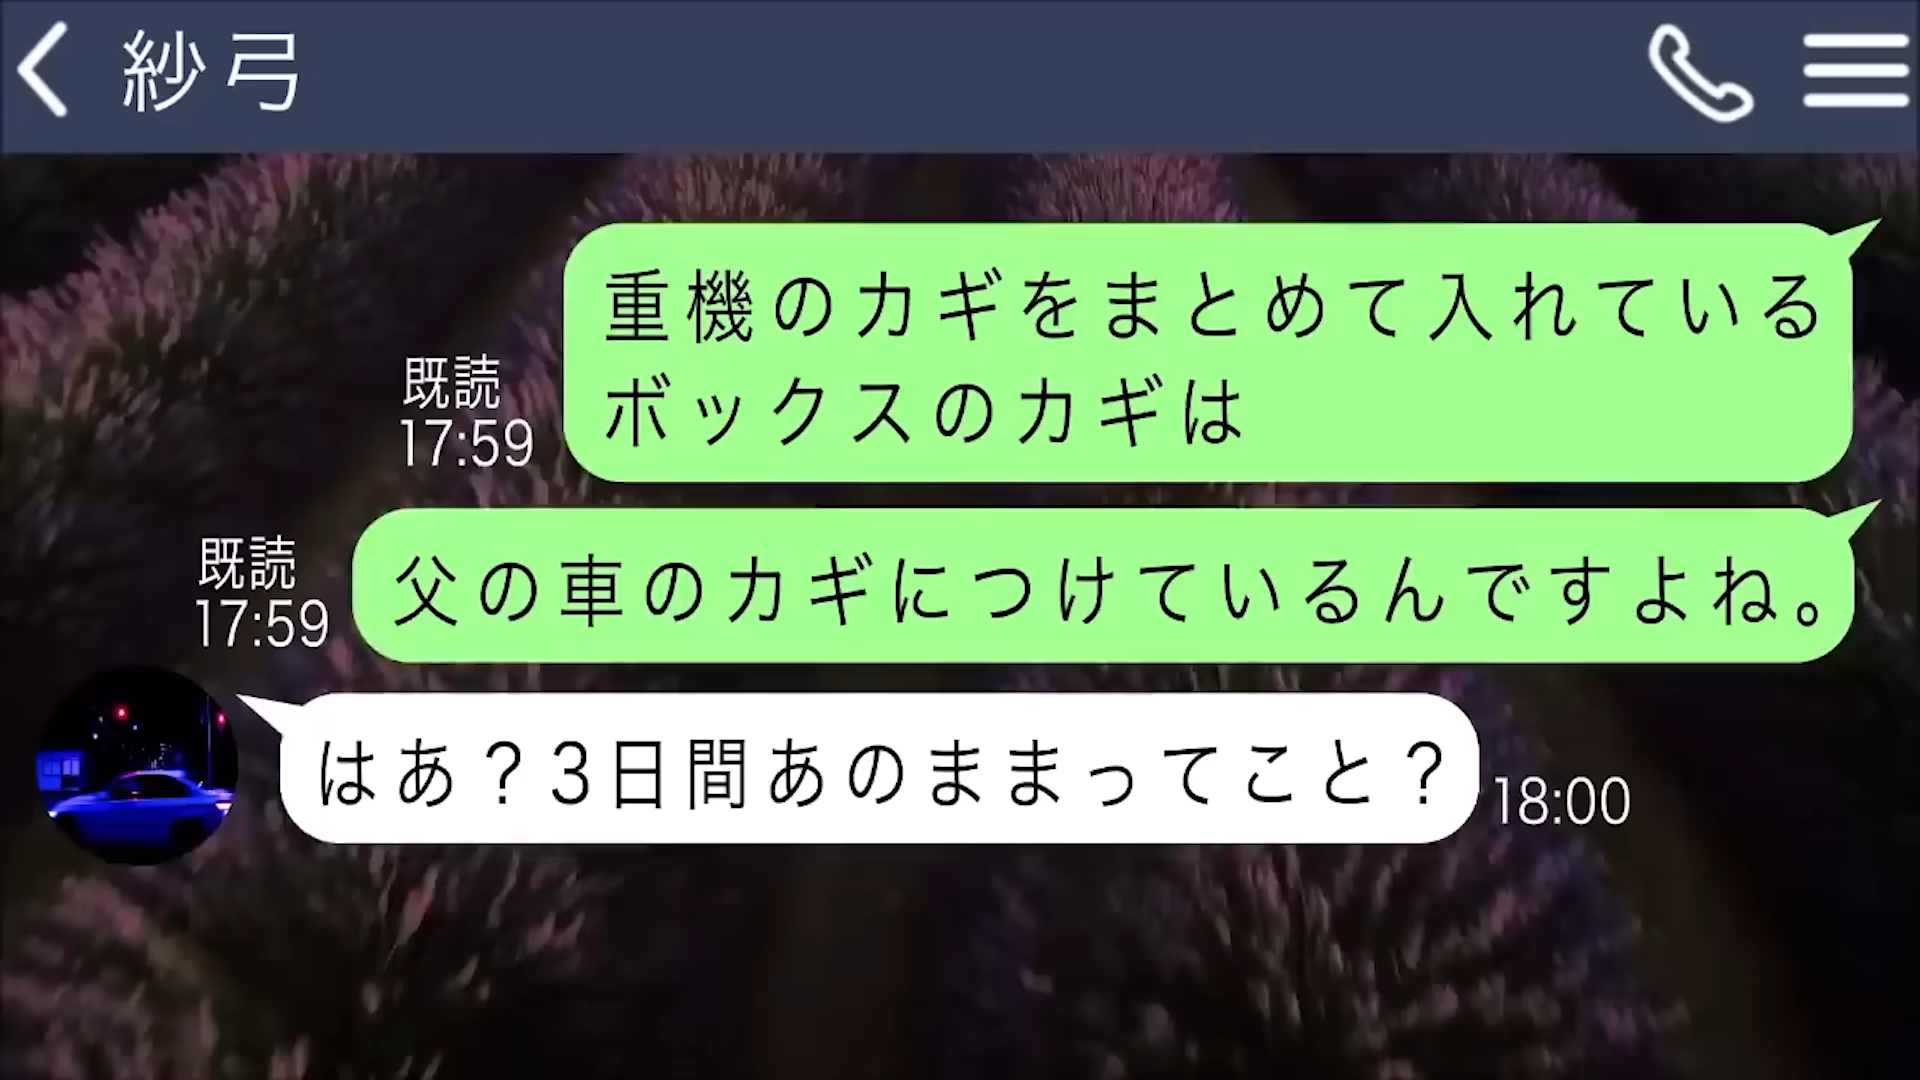 紗弓
重機のカギをまとめて入れている
ボックスのカギは
既読
17:59
父の車のカギにつけているんですよね。
既読
17:59
はあ？3日間あのままってこと？
18:00